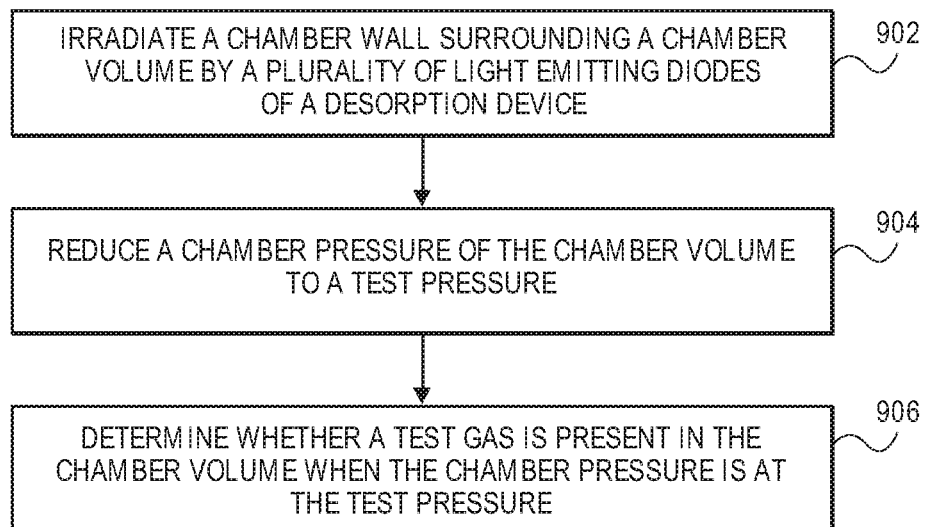 IRRADIATE A CHAMBER WALL SURROUNDING A CHAMBER
VOLUME BY A PLURALITY OF LIGHT EMITTING DIODES
OF A DESORPTION DEVICE
902
REDUCE A CHAMBER PRESSURE OF THE CHAMBER VOLUME
TO A TEST PRESSURE
904
DETERMINE WHETHER A TEST GAS IS PRESENT IN THE
CHAMBER VOLUME WHEN THE CHAMBER PRESSURE IS AT
THE TEST PRESSURE
906